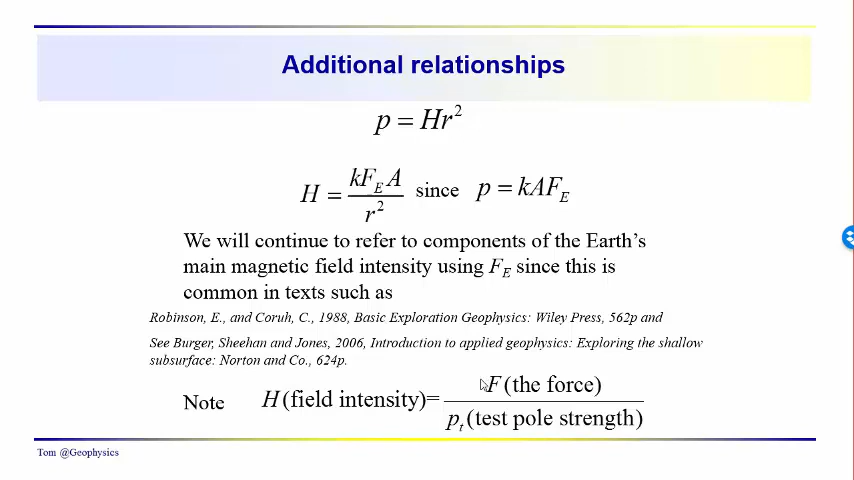 Additional relationships
p = Hr²
H = kF_E A / r² since p = kAF_E
We will continue to refer to components of the Earth's
main magnetic field intensity using F_E since this is
common in texts such as
Robinson, E., and Coruh, C., 1988, Basic Exploration Geophysics: Wiley Press, 562p and
See Burger, Sheehan and Jones, 2006, Introduction to applied geophysics: Exploring the shallow
subsurface: Norton and Co., 624p.
Note H (field intensity)= F (the force) / p_t (test pole strength)
Tom @Geophysics